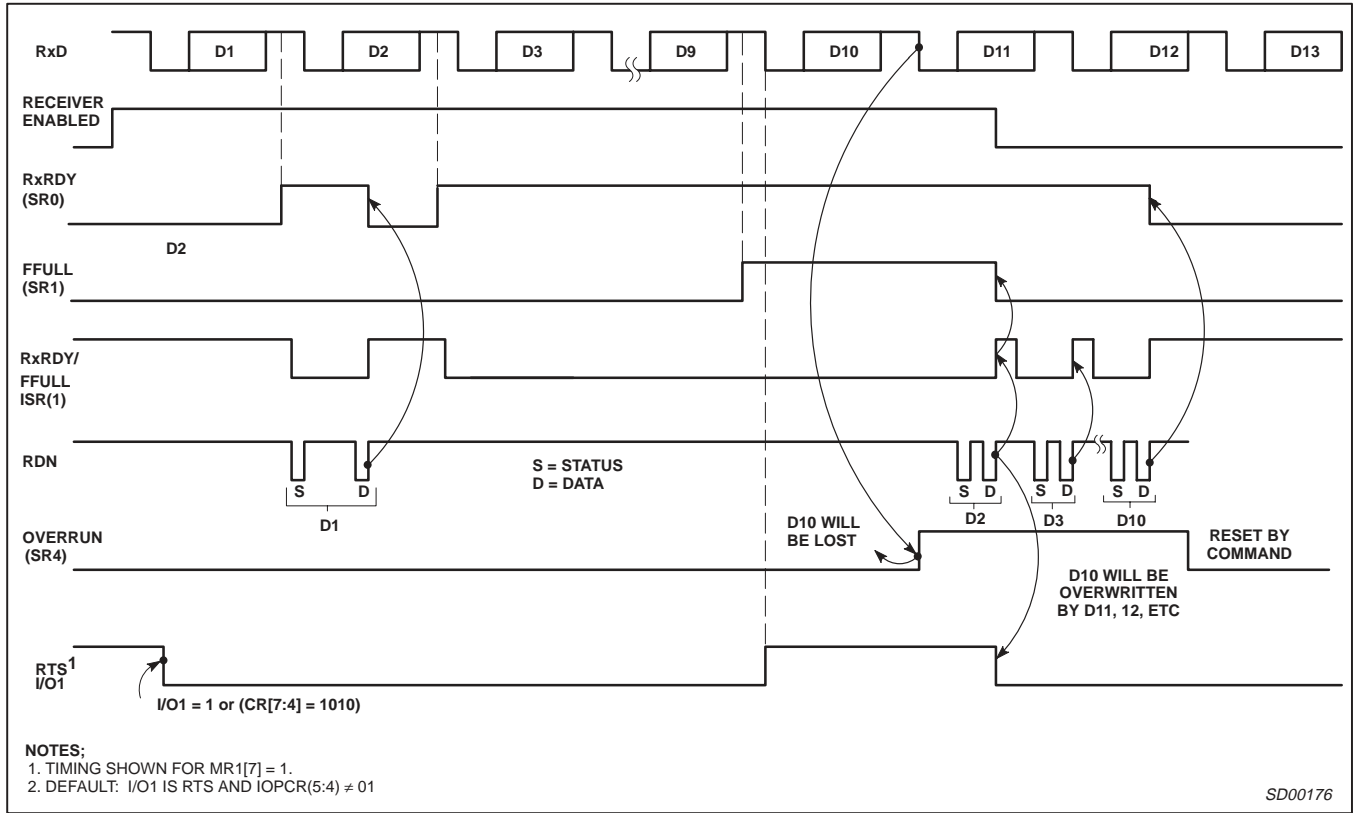 RxD D1 D2 D3 D9 D10 D11 D12 D13
RECEIVER
ENABLED
RxRDY
(SR0)
D2
FFULL
(SR1)
RxRDY/
FFULL
ISR(1)
RDN
S D S D S D S D
S = STATUS
D = DATA
D1 D2 D3 D10
OVERRUN
(SR4)
D10 WILL
BE LOST
RESET BY
COMMAND
D10 WILL BE
OVERWRITTEN
BY D11, 12, ETC
RTS1
I/O1
I/O1 = 1 or (CR[7:4] = 1010)
NOTES;
1. TIMING SHOWN FOR MR1[7] = 1.
2. DEFAULT: I/O1 IS RTS AND IOPCR(5:4) ≠ 01
SD00176